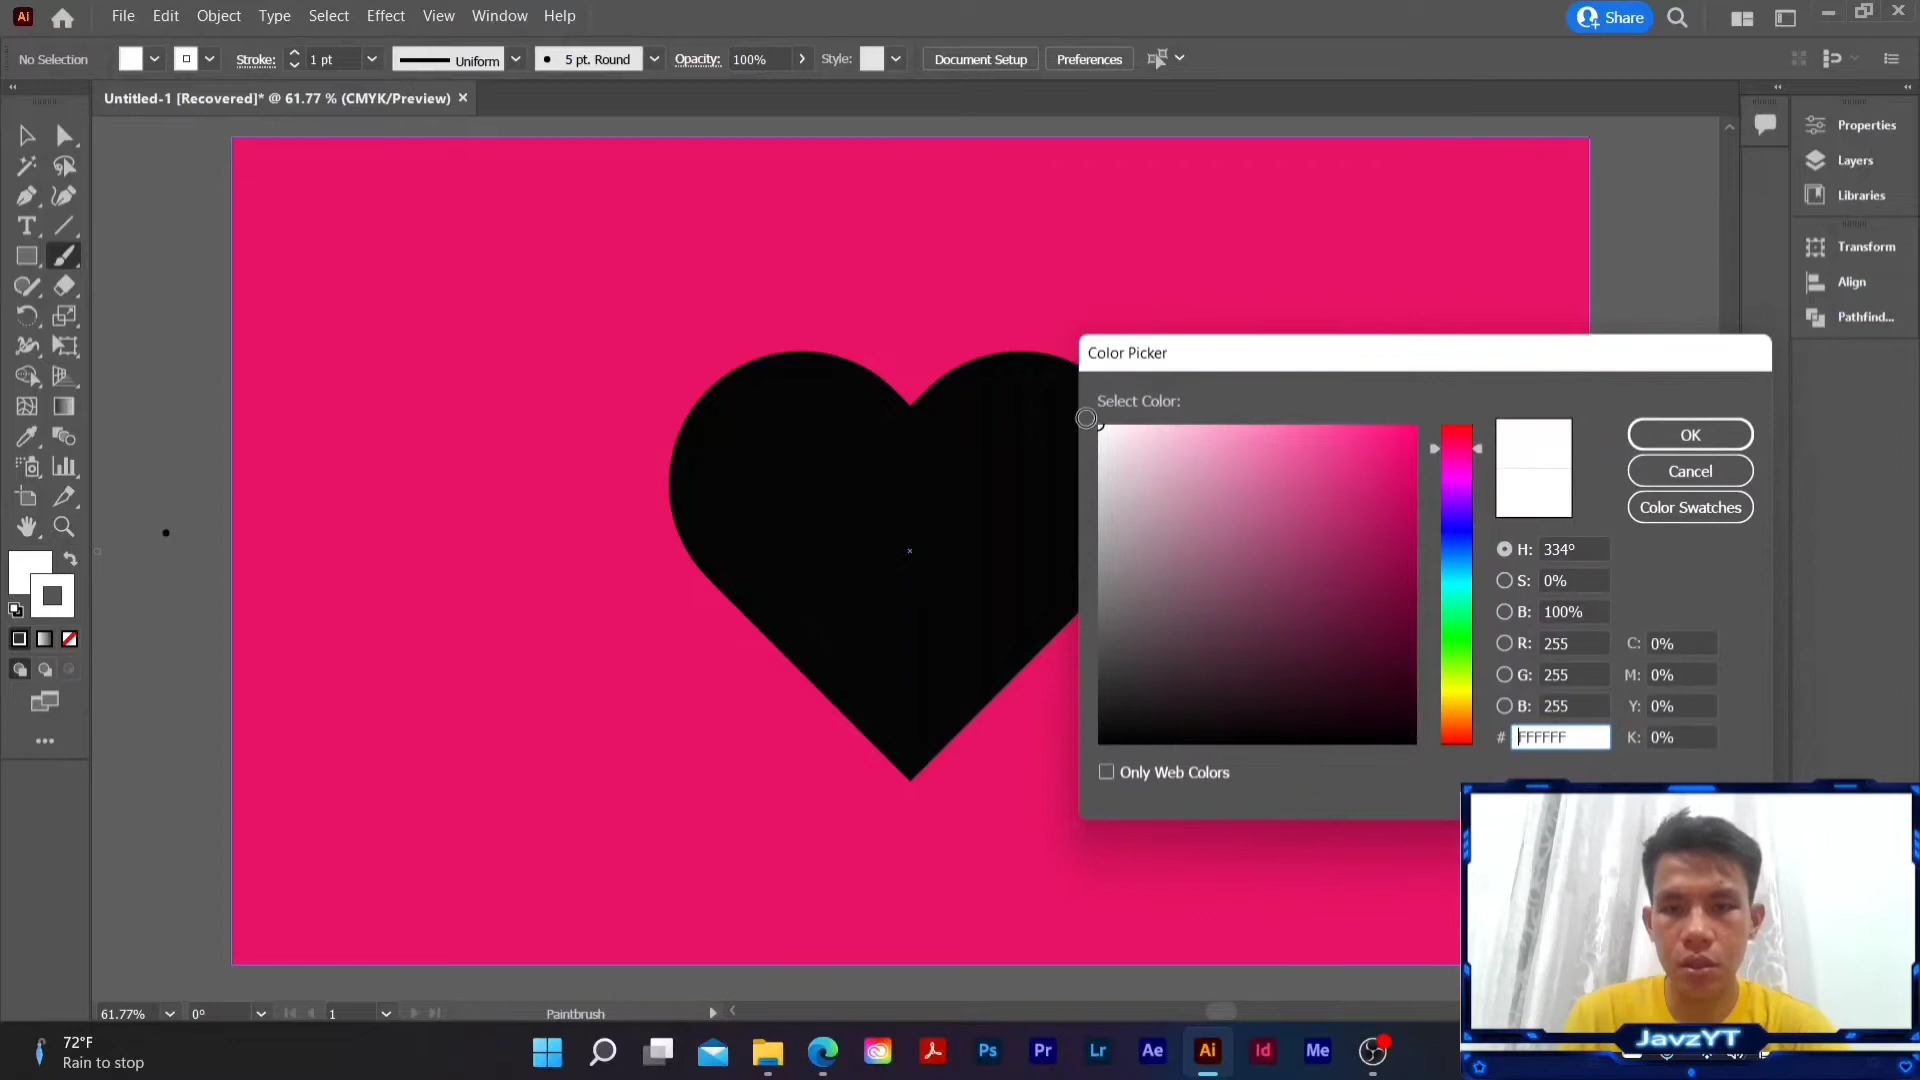 Ai File Edit Object Type Select Effect View Window Help Share
No Selection Stroke: 1 pt Uniform 5 pt. Round Opacity: 100% Style: Document Setup Preferences
Untitled-1 [Recovered]* @ 61.77 % (CMYK/Preview) ×
Properties
Layers
Libraries
Transform
Align
Pathfind...
Color Picker
Select Color:
OK
Cancel
Color Swatches
H: 334°
S: 0%
B: 100%
R: 255 C: 0%
G: 255 M: 0%
B: 255 Y: 0%
# FFFFFF K: 0%
Only Web Colors
61.77% 0° 1 Paintbrush
72°F
Rain to stop
Ps Pr Lr Ae Ai Id Me
JavzYT